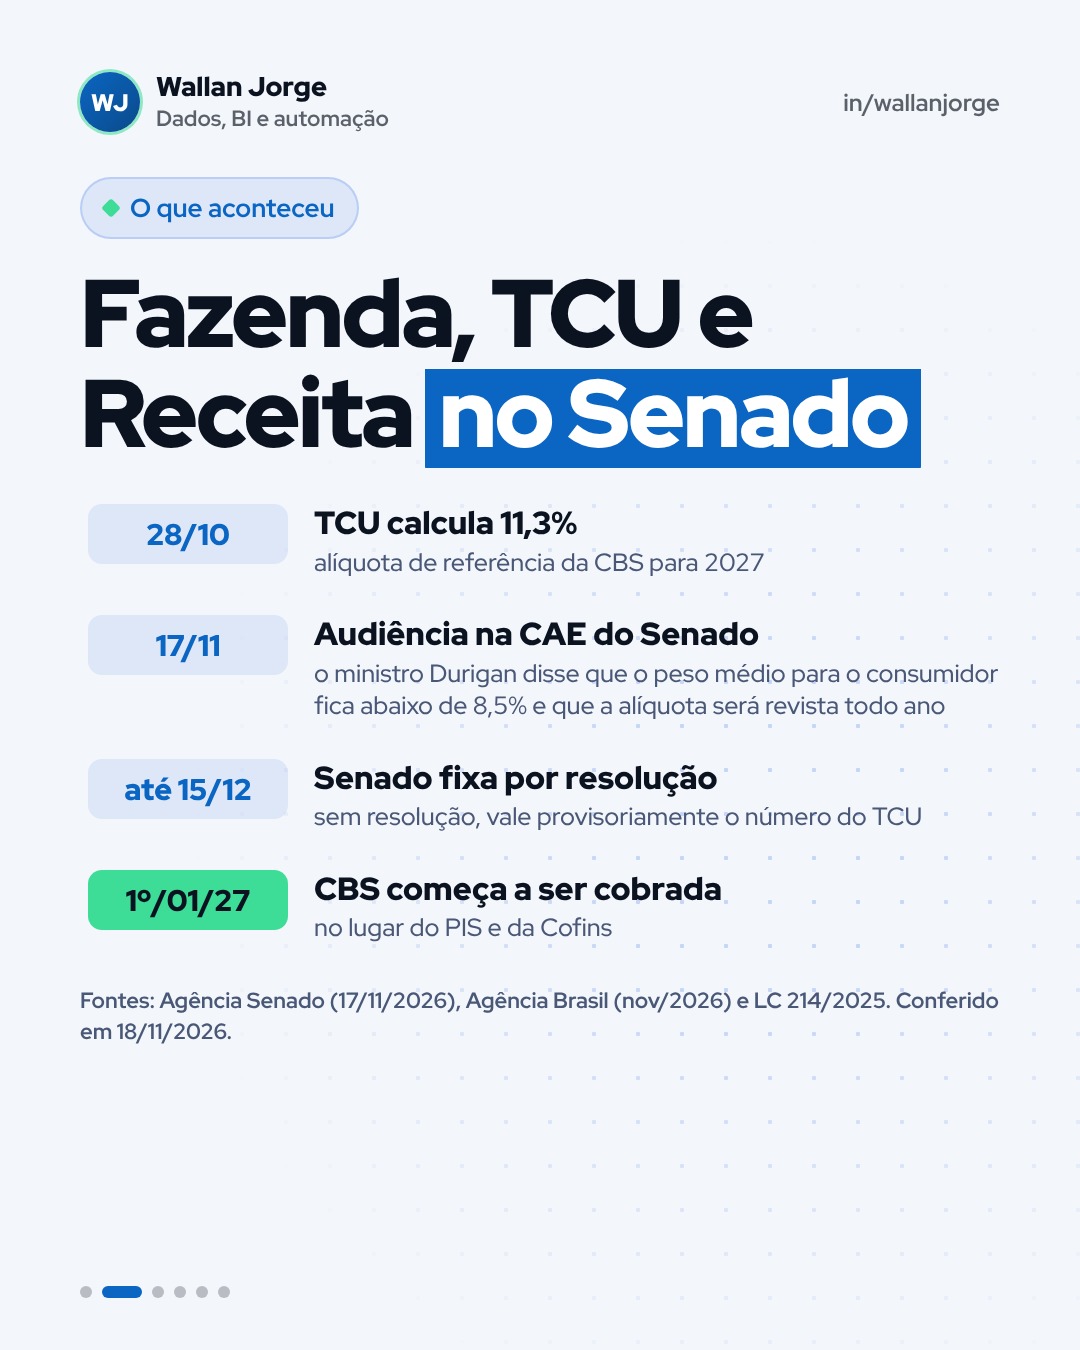 WJ
Wallan Jorge
Dados, BI e automação
in/wallanjorge
O que aconteceu
Fazenda, TCU e
Receita no Senado
28/10
TCU calcula 11,3%
alíquota de referência da CBS para 2027
17/11
Audiência na CAE do Senado
o ministro Durigan disse que o peso médio para o consumidor
fica abaixo de 8,5% e que a alíquota será revista todo ano
até 15/12
Senado fixa por resolução
sem resolução, vale provisoriamente o número do TCU
1º/01/27
CBS começa a ser cobrada
no lugar do PIS e da Cofins
Fontes: Agência Senado (17/11/2026), Agência Brasil (nov/2026) e LC 214/2025. Conferido
em 18/11/2026.